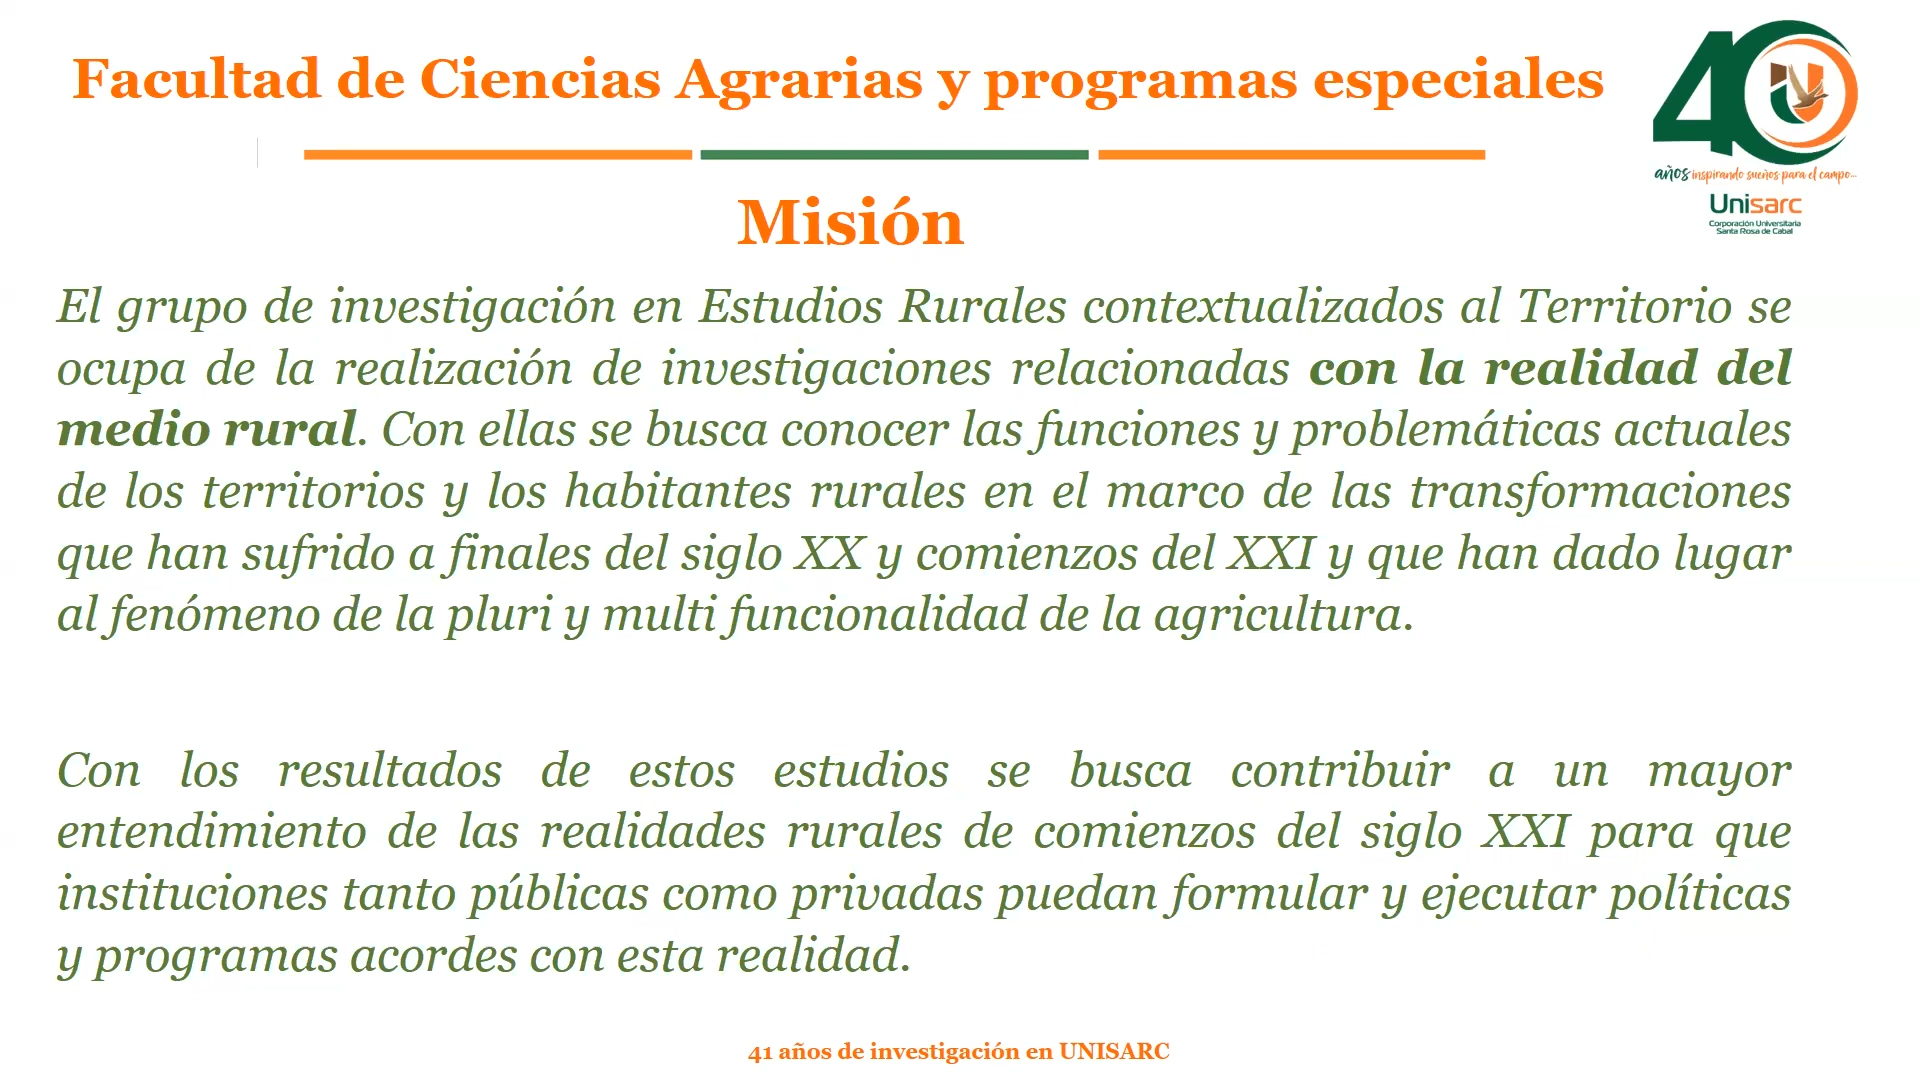 Facultad de Ciencias Agrarias y programas especiales
40
años inspirando sueños para el campo...
Unisarc
Corporación Universitaria
Santa Rosa de Cabal
Misión
El grupo de investigación en Estudios Rurales contextualizados al Territorio se
ocupa de la realización de investigaciones relacionadas con la realidad del
medio rural. Con ellas se busca conocer las funciones y problemáticas actuales
de los territorios y los habitantes rurales en el marco de las transformaciones
que han sufrido a finales del siglo XX y comienzos del XXI y que han dado lugar
al fenómeno de la pluri y multi funcionalidad de la agricultura.
Con los resultados de estos estudios se busca contribuir a un mayor
entendimiento de las realidades rurales de comienzos del siglo XXI para que
instituciones tanto públicas como privadas puedan formular y ejecutar políticas
y programas acordes con esta realidad.
41 años de investigación en UNISARC